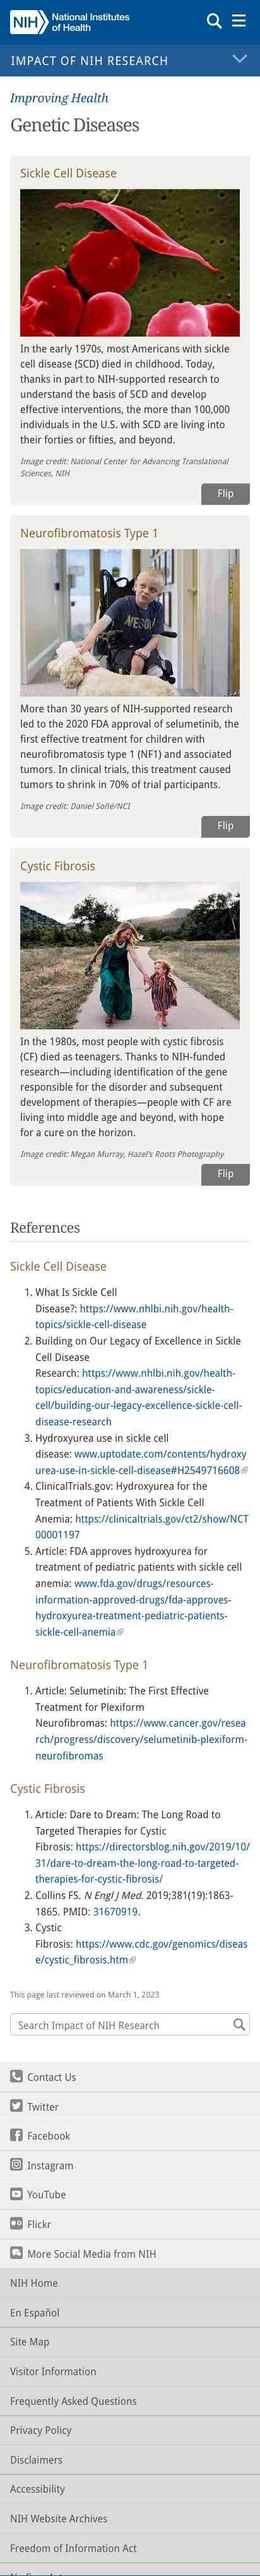 NIH National Institutes
of Health
IMPACT OF NIH RESEARCH
Improving Health
Genetic Diseases
Sickle Cell Disease
In the early 1970s, most Americans with sickle
cell disease (SCD) died in childhood. Today,
thanks in part to NIH-supported research to
understand the basis of SCD and develop
effective interventions, the more than 100,000
individuals in the U.S. with SCD are living into
their forties or fifties, and beyond.
Image credit: National Center for Advancing Translational
Sciences, NIH
Flip
Neurofibromatosis Type 1
More than 30 years of NIH-supported research
led to the 2020 FDA approval of selumetinib, the
first effective treatment for children with
neurofibromatosis type 1 (NF1) and associated
tumors. In clinical trials, this treatment caused
tumors to shrink in 70% of trial participants.
Image credit: Daniel Soñé/NCI
Flip
Cystic Fibrosis
In the 1980s, most people with cystic fibrosis
(CF) died as teenagers. Thanks to NIH-funded
research—including identification of the gene
responsible for the disorder and subsequent
development of therapies—people with CF are
living into middle age and beyond, with hope
for a cure on the horizon.
Image credit: Megan Murray, Hazel's Roots Photography
Flip
References
Sickle Cell Disease
1. What Is Sickle Cell
Disease?: https://www.nhlbi.nih.gov/health-
topics/sickle-cell-disease
2. Building on Our Legacy of Excellence in Sickle
Cell Disease
Research: https://www.nhlbi.nih.gov/health-
topics/education-and-awareness/sickle-
cell/building-our-legacy-excellence-sickle-cell-
disease-research
3. Hydroxyurea use in sickle cell
disease: www.uptodate.com/contents/hydroxy
urea-use-in-sickle-cell-disease#H2549716608
4. ClinicalTrials.gov: Hydroxyurea for the
Treatment of Patients With Sickle Cell
Anemia: https://clinicaltrials.gov/ct2/show/NCT
00001197
5. Article: FDA approves hydroxyurea for
treatment of pediatric patients with sickle cell
anemia: www.fda.gov/drugs/resources-
information-approved-drugs/fda-approves-
hydroxyurea-treatment-pediatric-patients-
sickle-cell-anemia
Neurofibromatosis Type 1
1. Article: Selumetinib: The First Effective
Treatment for Plexiform
Neurofibromas: https://www.cancer.gov/resea
rch/progress/discovery/selumetinib-plexiform-
neurofibromas
Cystic Fibrosis
1. Article: Dare to Dream: The Long Road to
Targeted Therapies for Cystic
Fibrosis: https://directorsblog.nih.gov/2019/10/
31/dare-to-dream-the-long-road-to-targeted-
therapies-for-cystic-fibrosis/
2. Collins FS. N Engl J Med. 2019;381(19):1863-
1865. PMID: 31670919.
3. Cystic
Fibrosis: https://www.cdc.gov/genomics/diseas
e/cystic_fibrosis.htm
This page last reviewed on March 1, 2023
Search Impact of NIH Research
Contact Us
Twitter
Facebook
Instagram
YouTube
Flickr
More Social Media from NIH
NIH Home
En Español
Site Map
Visitor Information
Frequently Asked Questions
Privacy Policy
Disclaimers
Accessibility
NIH Website Archives
Freedom of Information Act